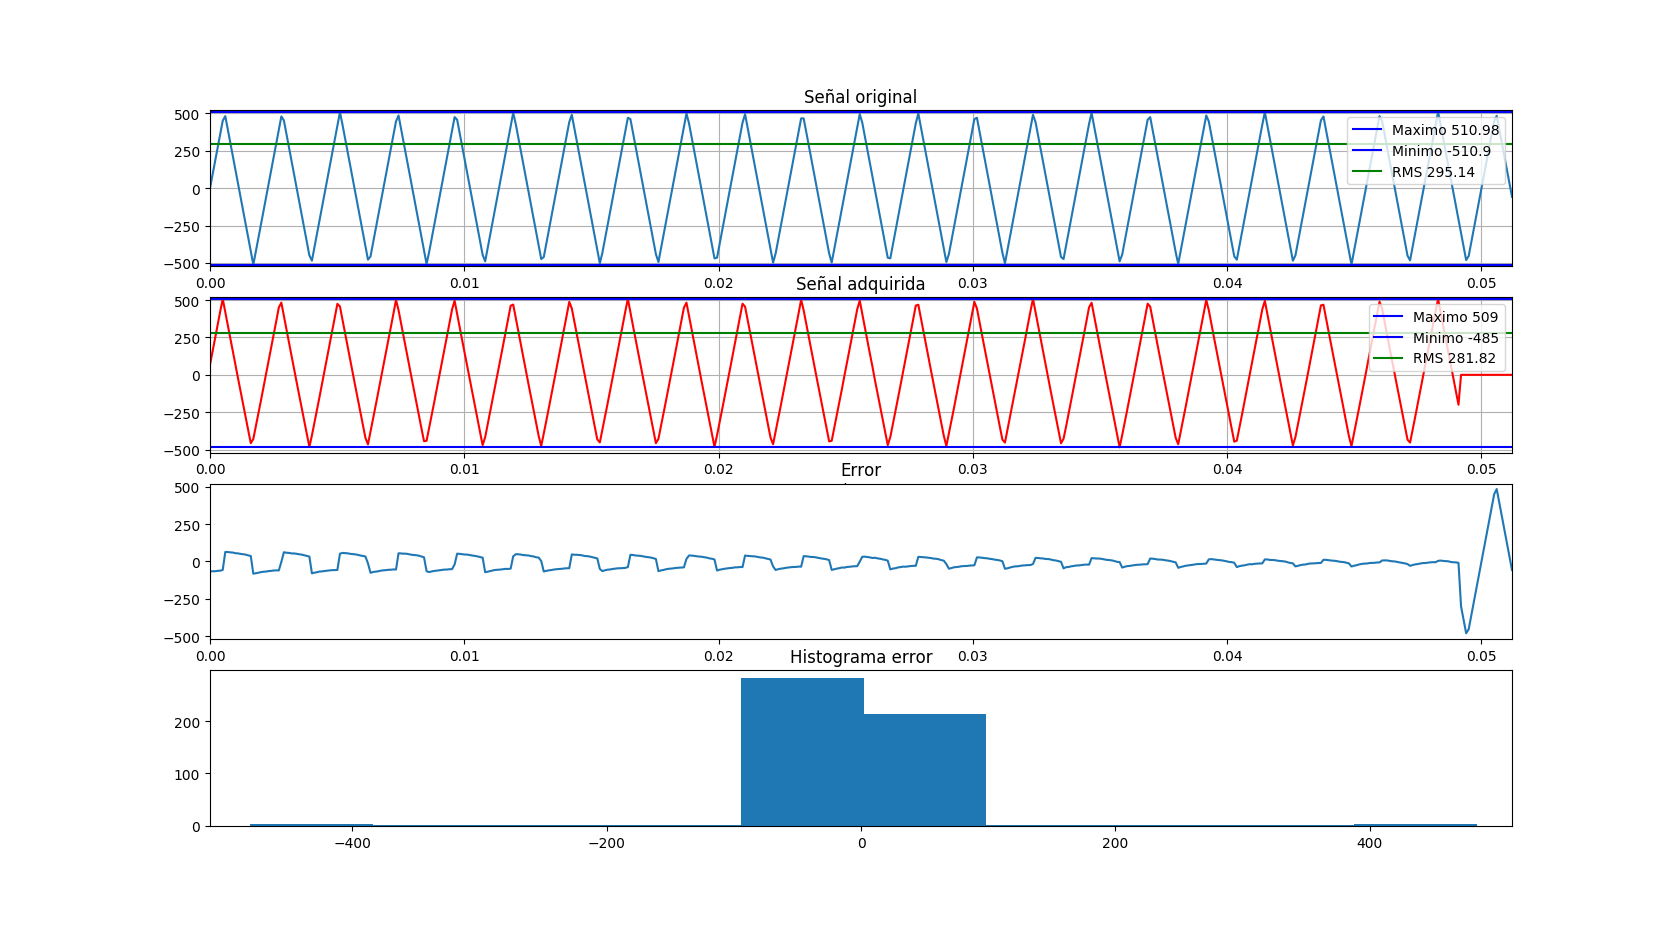 Señal original
500
250
0
−250
−500
Maximo 510.98
Minimo -510.9
RMS 295.14
0.00 0.01 0.02 0.03 0.04 0.05
Señal adquirida
500
250
0
−250
−500
Maximo 509
Minimo -485
RMS 281.82
0.00 0.01 0.02 0.03 0.04 0.05
Error
500
250
0
−250
−500
0.00 0.01 0.02 0.03 0.04 0.05
Histograma error
200
100
0
−400 −200 0 200 400